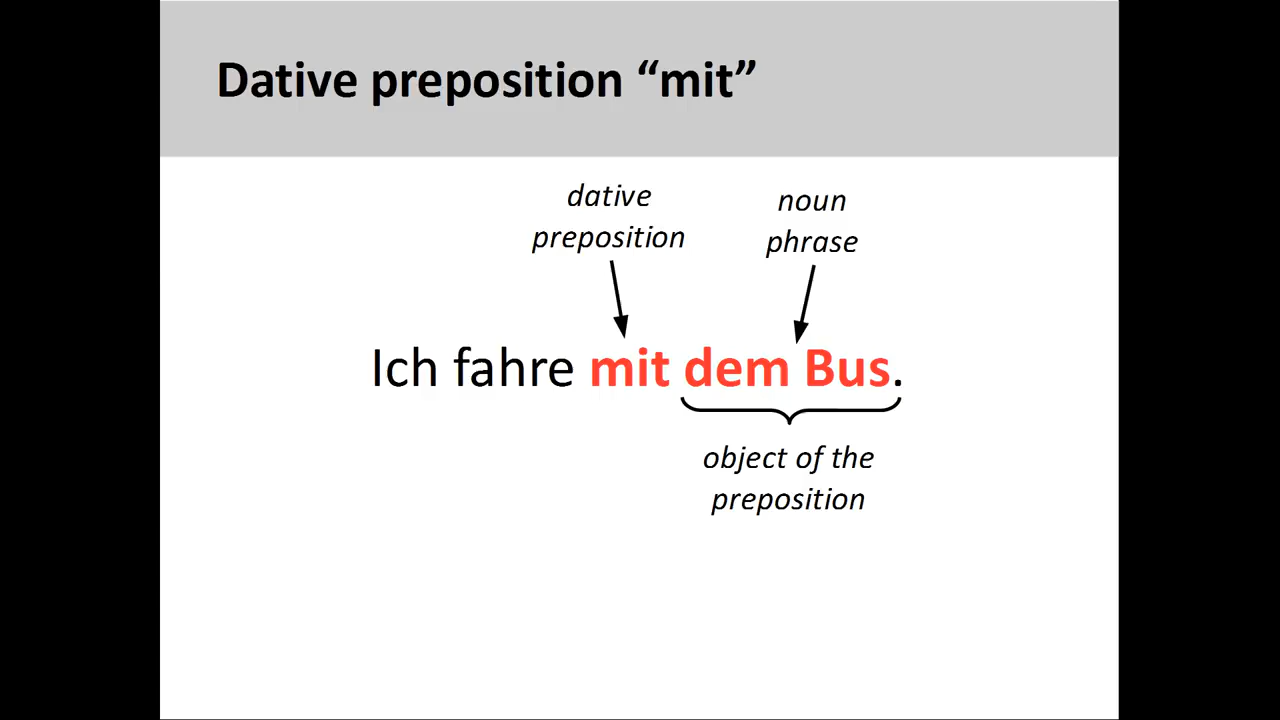 Dative preposition “mit”
dative
preposition
noun
phrase
Ich fahre mit dem Bus.
object of the
preposition